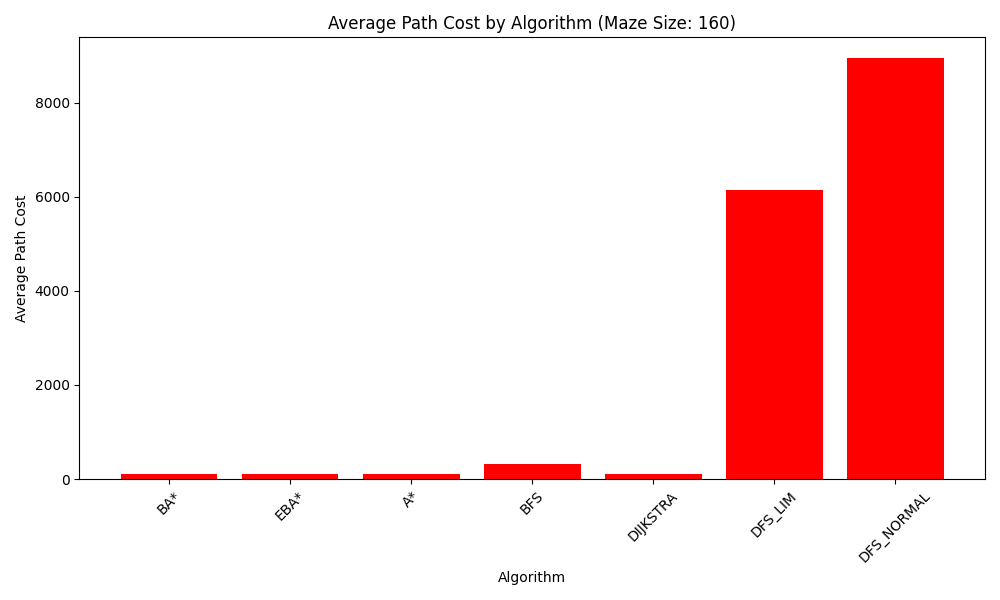 Average Path Cost by Algorithm (Maze Size: 160)
Average Path Cost
8000
6000
4000
2000
0
BA*
EBA*
A*
BFS
DIJKSTRA
DFS_LIM
DFS_NORMAL
Algorithm